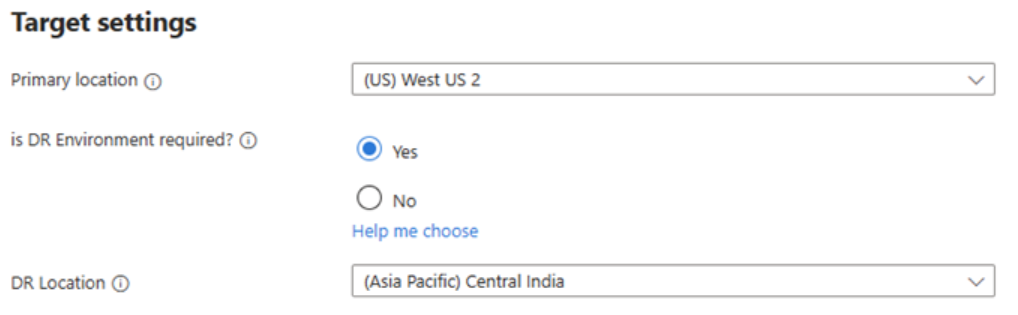 Target settings
Primary location
(US) West US 2
is DR Environment required?
Yes
No
Help me choose
DR Location
(Asia Pacific) Central India